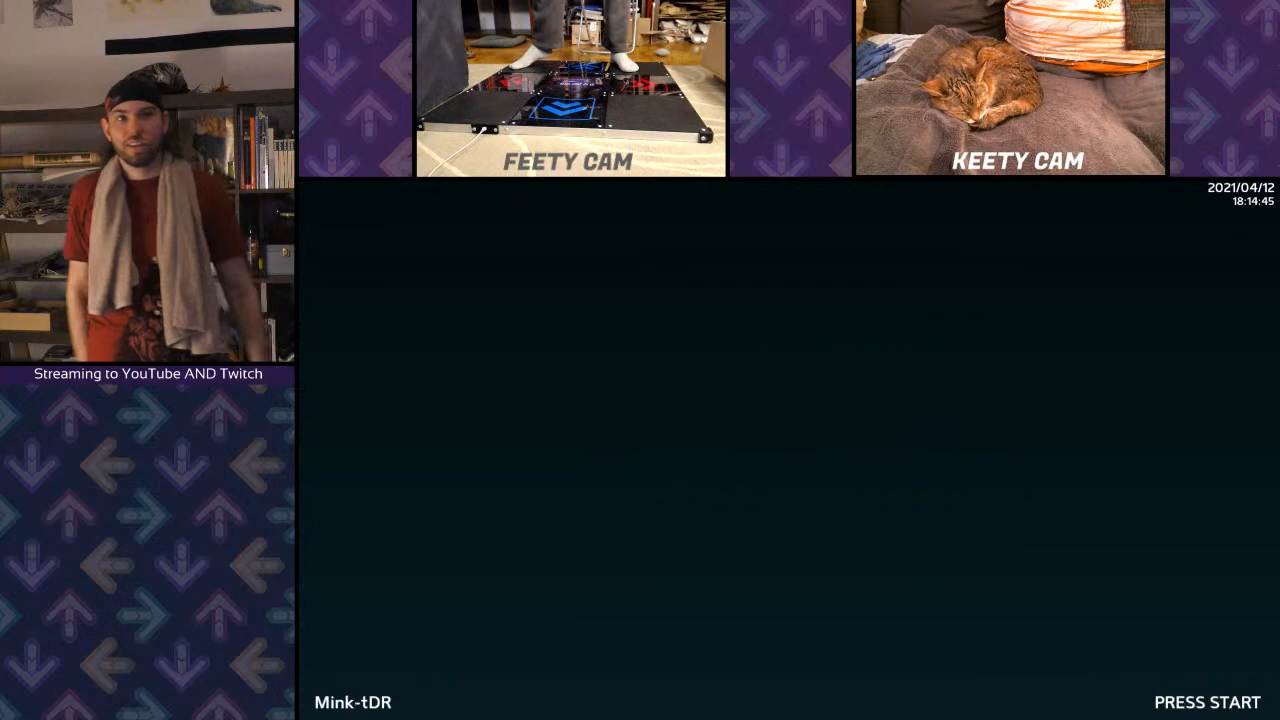 FEETY CAM
KEETY CAM
2021/04/12
18:14:45
Streaming to YouTube AND Twitch
Mink-tDR
PRESS START